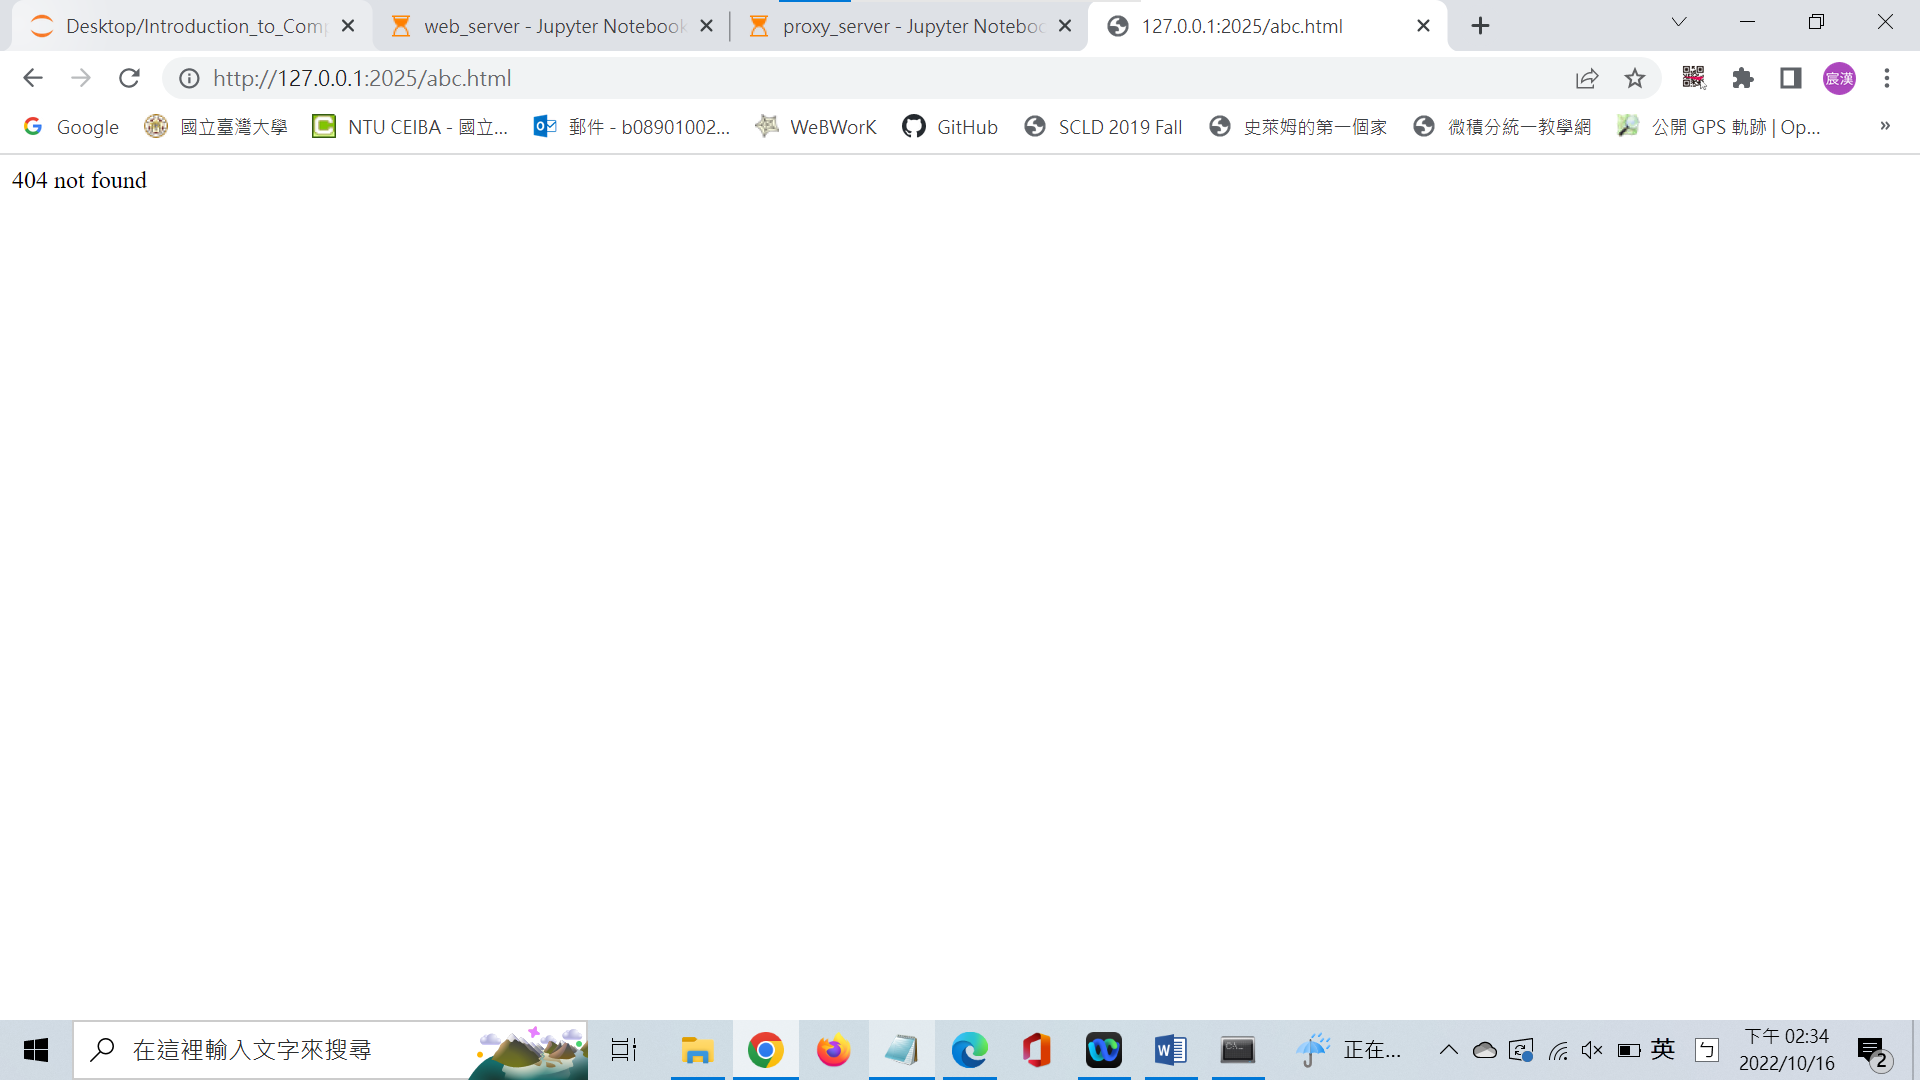 Desktop/Introduction_to_Com
web_server - Jupyter Notebook
proxy_server - Jupyter Noteboo
127.0.0.1:2025/abc.html
http://127.0.0.1:2025/abc.html
宸漢
Google
國立臺灣大學
NTU CEIBA - 國立...
郵件 - b08901002...
WeBWorK
GitHub
SCLD 2019 Fall
史萊姆的第一個家
微積分統一教學網
公開 GPS 軌跡 | Op...
»
404 not found
在這裡輸入文字來搜尋
正在...
英
ㄅ
下午 02:34
2022/10/16
2